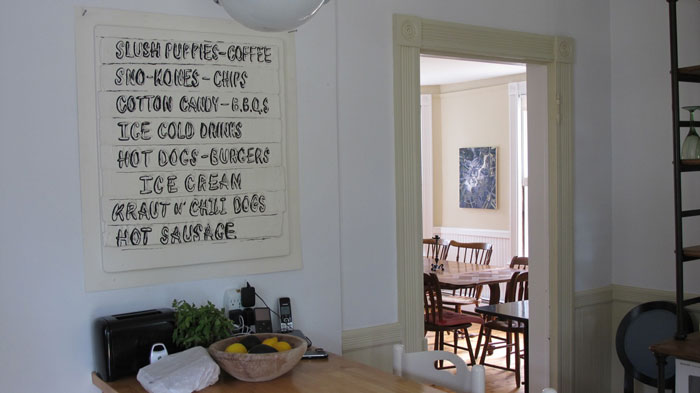 SLUSH PUPPIES-COFFEE
SNO-KONES-CHIPS
COTTON CANDY-B.B.Q.S
ICE COLD DRINKS
HOT DOGS-BURGERS
ICE CREAM
KRAUT N' CHILI DOGS
HOT SAUSAGE